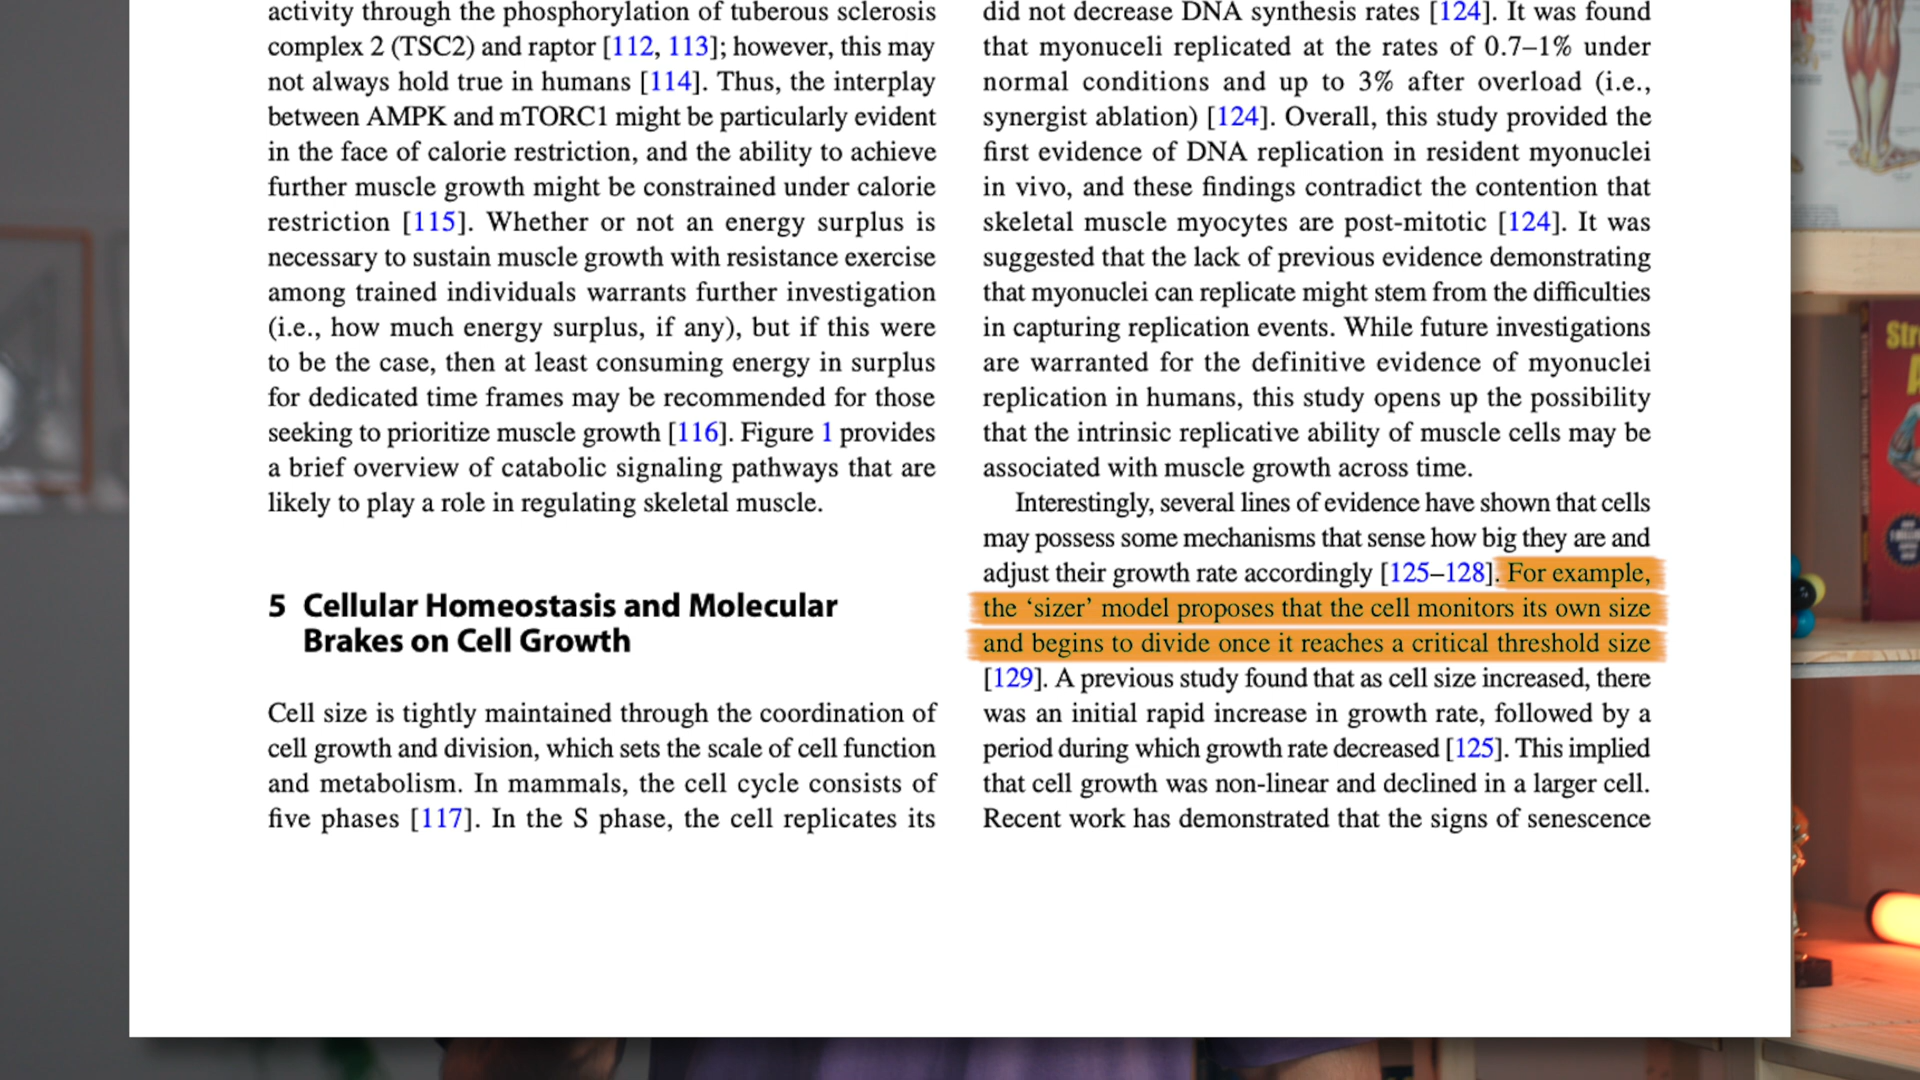 activity through the phosphorylation of tuberous sclerosis
complex 2 (TSC2) and raptor [112, 113]; however, this may
not always hold true in humans [114]. Thus, the interplay
between AMPK and mTORC1 might be particularly evident
in the face of calorie restriction, and the ability to achieve
further muscle growth might be constrained under calorie
restriction [115]. Whether or not an energy surplus is
necessary to sustain muscle growth with resistance exercise
among trained individuals warrants further investigation
(i.e., how much energy surplus, if any), but if this were
to be the case, then at least consuming energy in surplus
for dedicated time frames may be recommended for those
seeking to prioritize muscle growth [116]. Figure 1 provides
a brief overview of catabolic signaling pathways that are
likely to play a role in regulating skeletal muscle.
5 Cellular Homeostasis and Molecular
Brakes on Cell Growth
Cell size is tightly maintained through the coordination of
cell growth and division, which sets the scale of cell function
and metabolism. In mammals, the cell cycle consists of
five phases [117]. In the S phase, the cell replicates its
did not decrease DNA synthesis rates [124]. It was found
that myonuceli replicated at the rates of 0.7–1% under
normal conditions and up to 3% after overload (i.e.,
synergist ablation) [124]. Overall, this study provided the
first evidence of DNA replication in resident myonuclei
in vivo, and these findings contradict the contention that
skeletal muscle myocytes are post-mitotic [124]. It was
suggested that the lack of previous evidence demonstrating
that myonuclei can replicate might stem from the difficulties
in capturing replication events. While future investigations
are warranted for the definitive evidence of myonuclei
replication in humans, this study opens up the possibility
that the intrinsic replicative ability of muscle cells may be
associated with muscle growth across time.
Interestingly, several lines of evidence have shown that cells
may possess some mechanisms that sense how big they are and
adjust their growth rate accordingly [125–128]. For example,
the ‘sizer’ model proposes that the cell monitors its own size
and begins to divide once it reaches a critical threshold size
[129]. A previous study found that as cell size increased, there
was an initial rapid increase in growth rate, followed by a
period during which growth rate decreased [125]. This implied
that cell growth was non-linear and declined in a larger cell.
Recent work has demonstrated that the signs of senescence